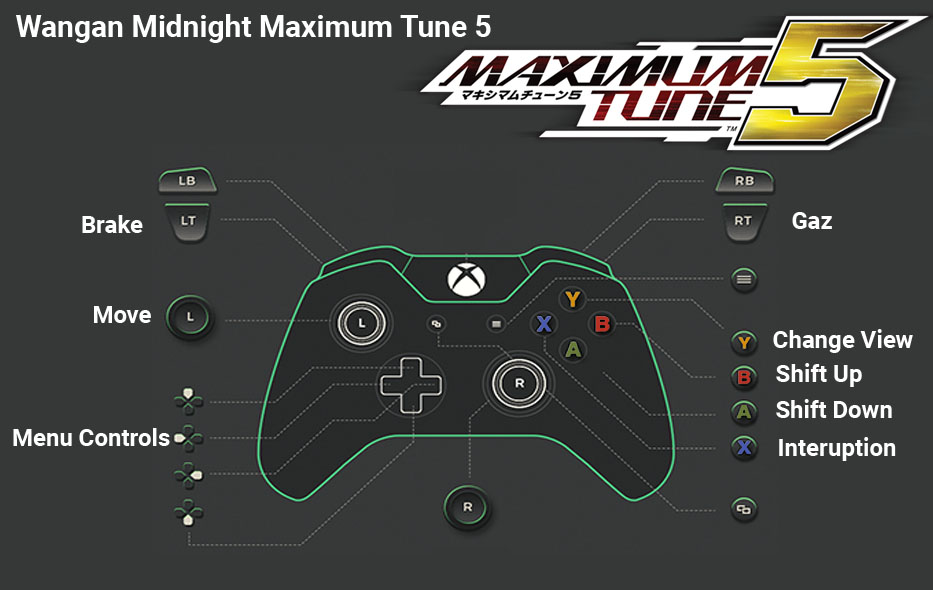 Wangan Midnight Maximum Tune 5
MAXIMUM
マキシマムチューン5
TUNE
5
TM
LB
RB
Brake
LT
RT
Gaz
Move
L
L
Y
X
B
A
R
Y
Change View
B
Shift Up
A
Shift Down
Menu Controls
X
Interuption
R